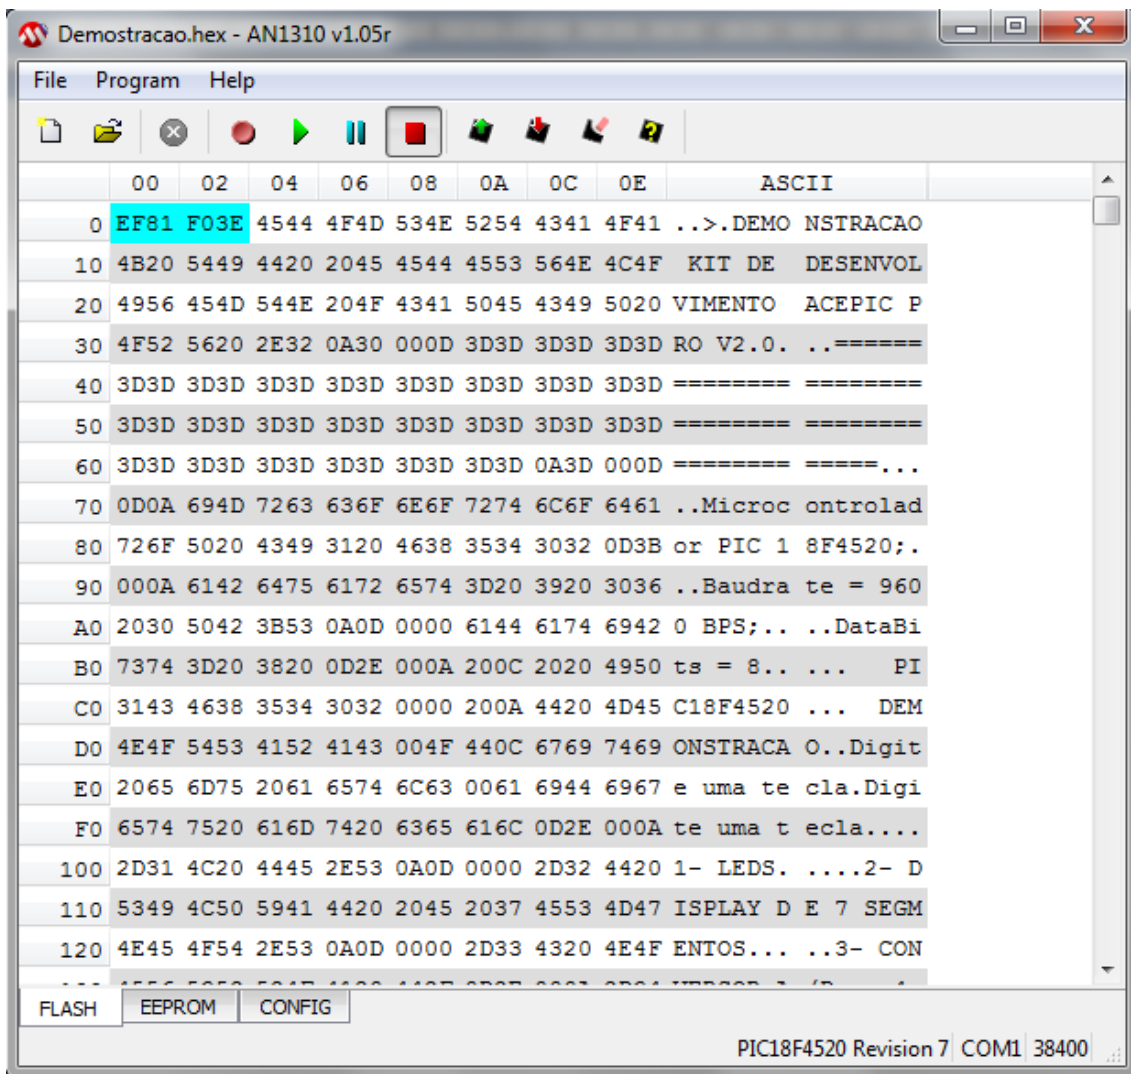 Demostracao.hex - AN1310 v1.05r
File Program Help
00 02 04 06 08 0A 0C 0E ASCII
0 EF81 F03E 4544 4F4D 534E 5254 4341 4F41 ..>.DEMO NSTRACAO
10 4B20 5449 4420 2045 4544 4553 564E 4C4F KIT DE DESENVOL
20 4956 454D 544E 204F 4341 5045 4349 5020 VIMENTO ACEPIC P
30 4F52 5620 2E32 0A30 000D 3D3D 3D3D 3D3D RO V2.0. ..======
40 3D3D 3D3D 3D3D 3D3D 3D3D 3D3D 3D3D 3D3D ======== ========
50 3D3D 3D3D 3D3D 3D3D 3D3D 3D3D 3D3D 3D3D ======== ========
60 3D3D 3D3D 3D3D 3D3D 3D3D 3D3D 0A3D 000D ======== =====...
70 0D0A 694D 7263 636F 6E6F 7274 6C6F 6461 ..Microc ontrolad
80 726F 5020 4349 3120 4638 3534 3032 0D3B or PIC 1 8F4520;.
90 000A 6142 6475 6172 6574 3D20 3920 3036 ..Baudra te = 960
A0 2030 5042 3B53 0A0D 0000 6144 6174 6942 0 BPS;.. ..DataBi
B0 7374 3D20 3820 0D2E 000A 200C 2020 4950 ts = 8.. ... PI
C0 3143 4638 3534 3032 0000 200A 4420 4D45 C18F4520 ... DEM
D0 4E4F 5453 4152 4143 004F 440C 6769 7469 ONSTRACA O..Digit
E0 2065 6D75 2061 6574 6C63 0061 6944 6967 e uma te cla.Digi
F0 6574 7520 616D 7420 6365 616C 0D2E 000A te uma t ecla....
100 2D31 4C20 4445 2E53 0A0D 0000 2D32 4420 1- LEDS. ....2- D
110 5349 4C50 5941 4420 2045 2037 4553 4D47 ISPLAY D E 7 SEGM
120 4E45 4F54 2E53 0A0D 0000 2D33 4320 4E4F ENTOS... ..3- CON
FLASH EEPROM CONFIG
PIC18F4520 Revision 7 COM1 38400